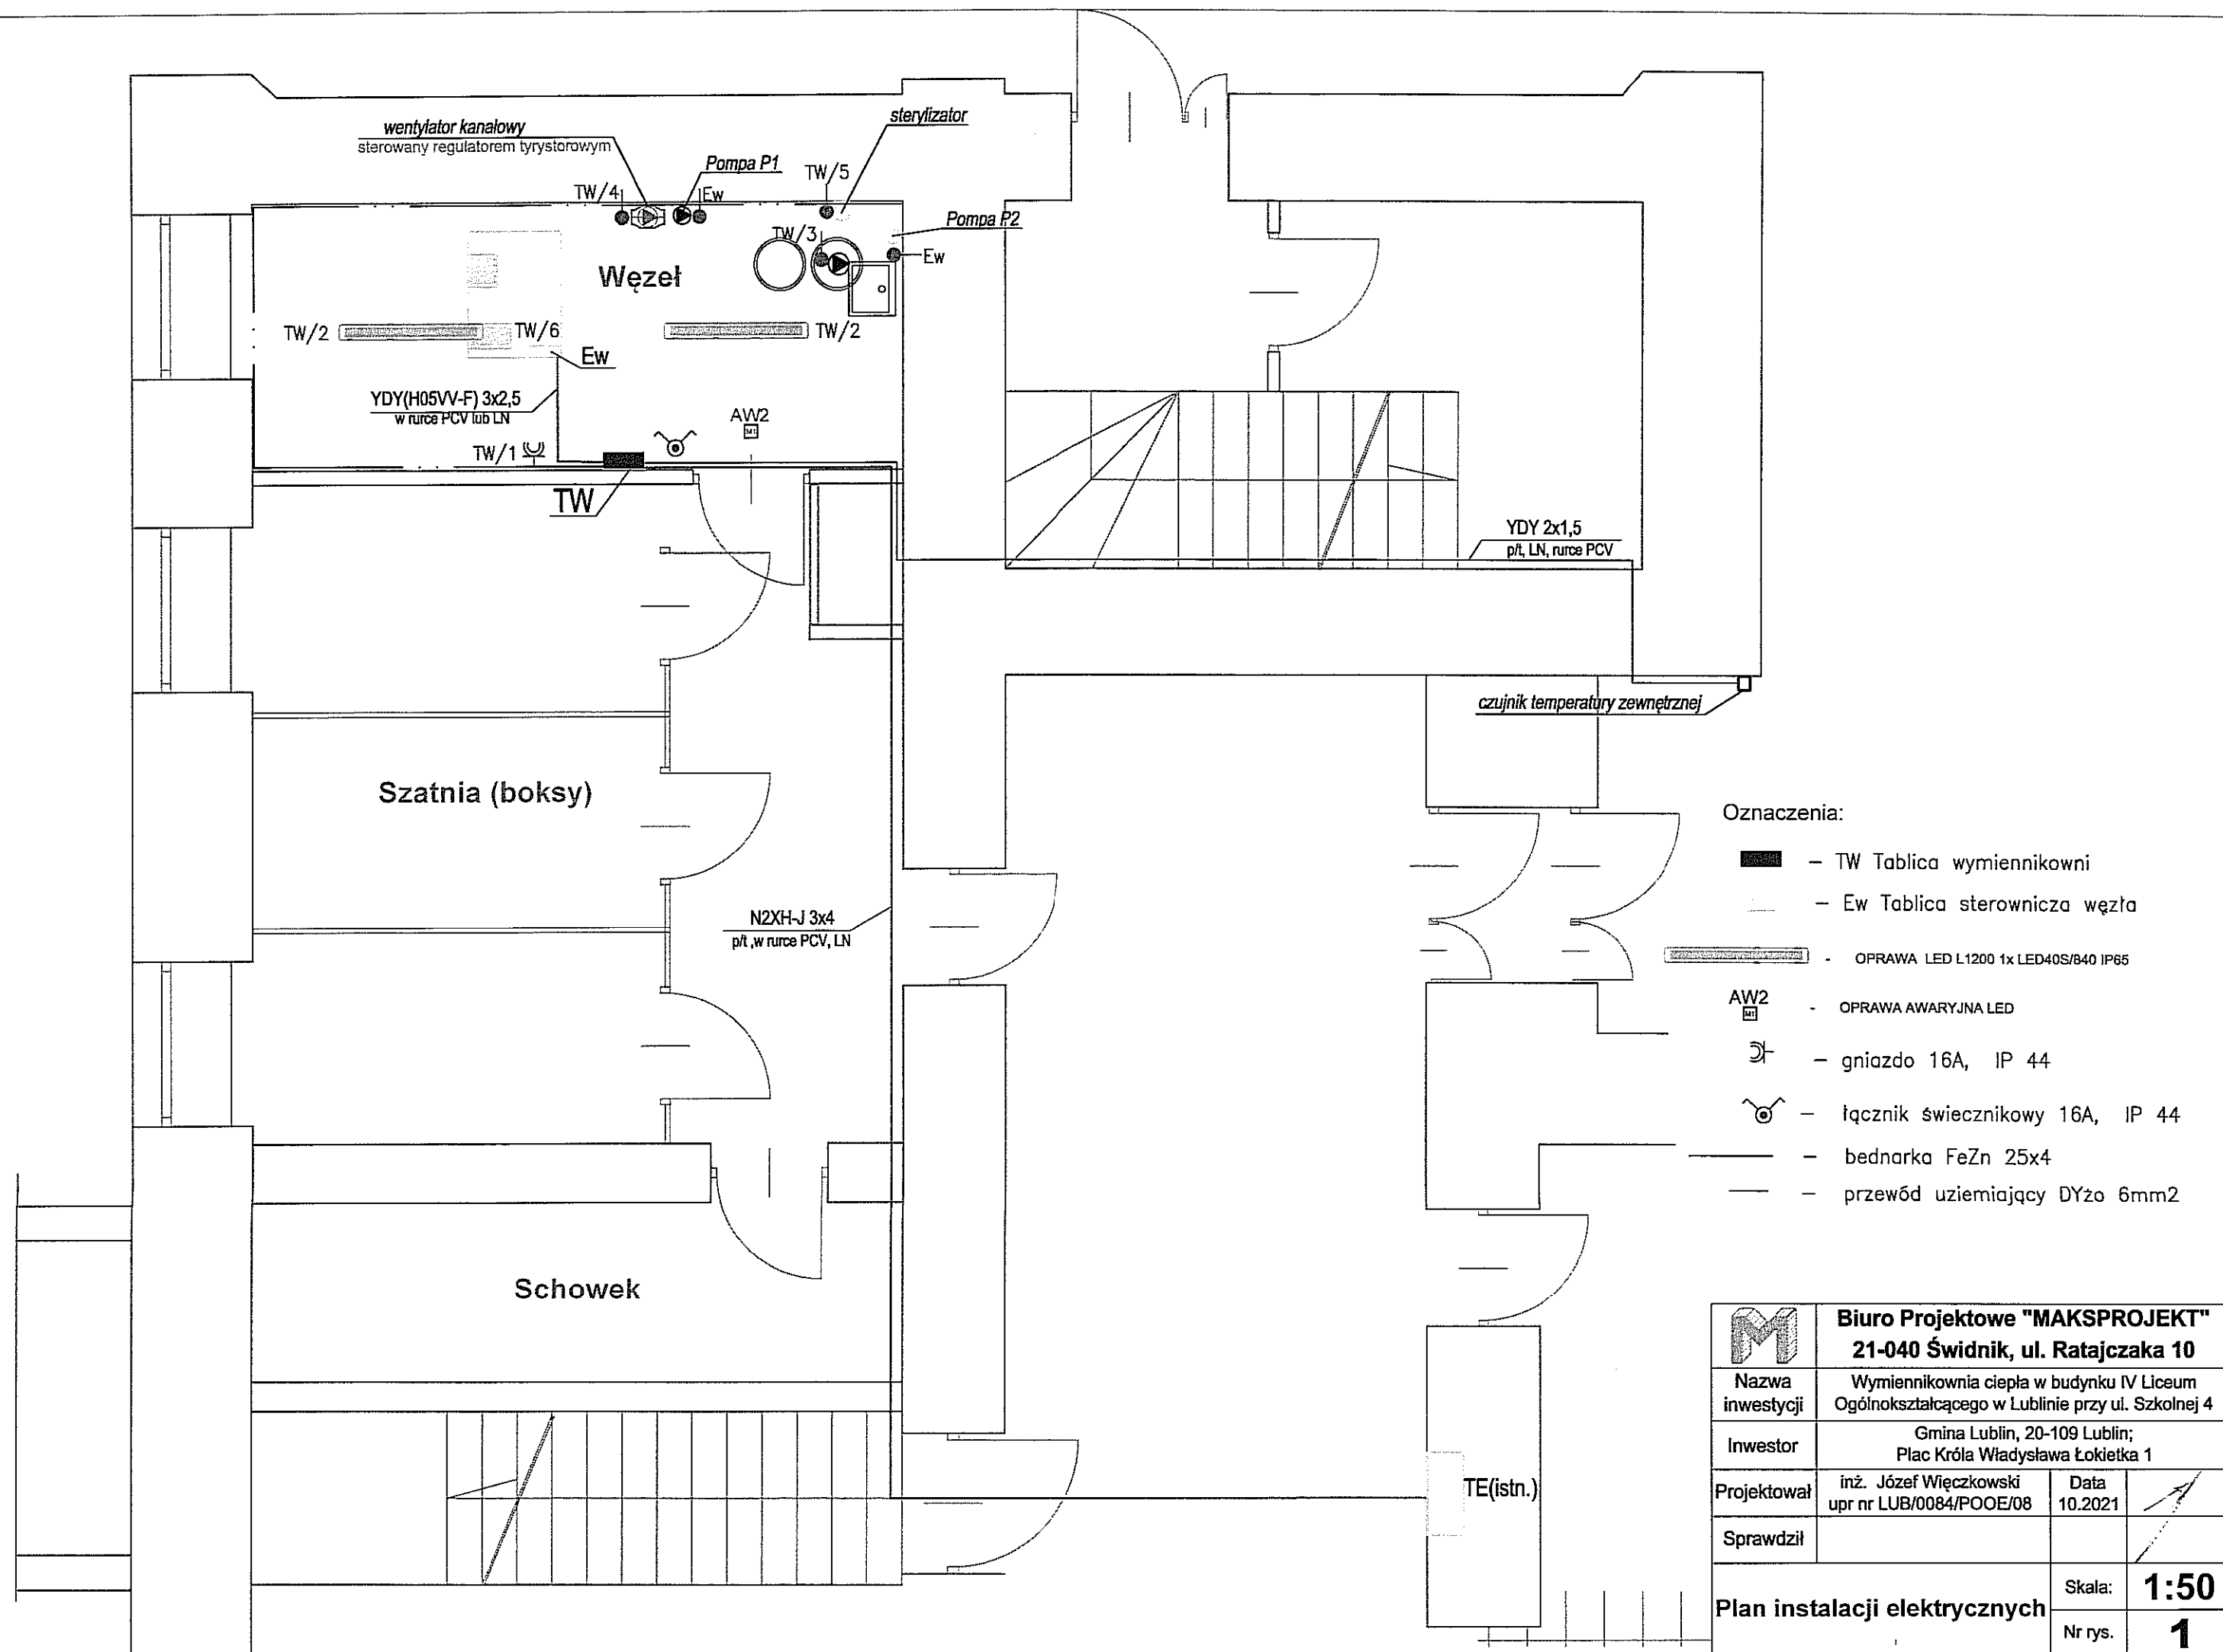 wentylator kanałowy
sterowany regulatorem tyrystorowym
sterylizator
Pompa P1
TW/4
Ew
TW/5
Pompa P2
TW/3
Ew
Węzeł
TW/2
TW/6
TW/2
Ew
YDY(H05VV-F) 3x2,5
w rurce PCV lub LN
AW2
TW/1
TW
YDY 2x1,5
p/t, LN, rurce PCV
czujnik temperatury zewnętrznej
Szatnia (boksy)
N2XH-J 3x4
p/t ,w rurce PCV, LN
Schowek
TE(istn.)
Oznaczenia:
– TW Tablica wymiennikowni
– Ew Tablica sterownicza węzła
- OPRAWA LED L1200 1x LED40S/840 IP65
AW2 - OPRAWA AWARYJNA LED
– gniazdo 16A, IP 44
– łącznik świecznikowy 16A, IP 44
– bednarka FeZn 25x4
– przewód uziemiający DYżo 6mm2
Biuro Projektowe "MAKSPROJEKT"
21-040 Świdnik, ul. Ratajczaka 10
Nazwa inwestycji
Wymiennikownia ciepła w budynku IV Liceum
Ogólnokształcącego w Lublinie przy ul. Szkolnej 4
Inwestor
Gmina Lublin, 20-109 Lublin;
Plac Króla Władysława Łokietka 1
Projektował
inż. Józef Więczkowski
upr nr LUB/0084/POOE/08
Data
10.2021
Sprawdził
Plan instalacji elektrycznych
Skala: 1:50
Nr rys. 1